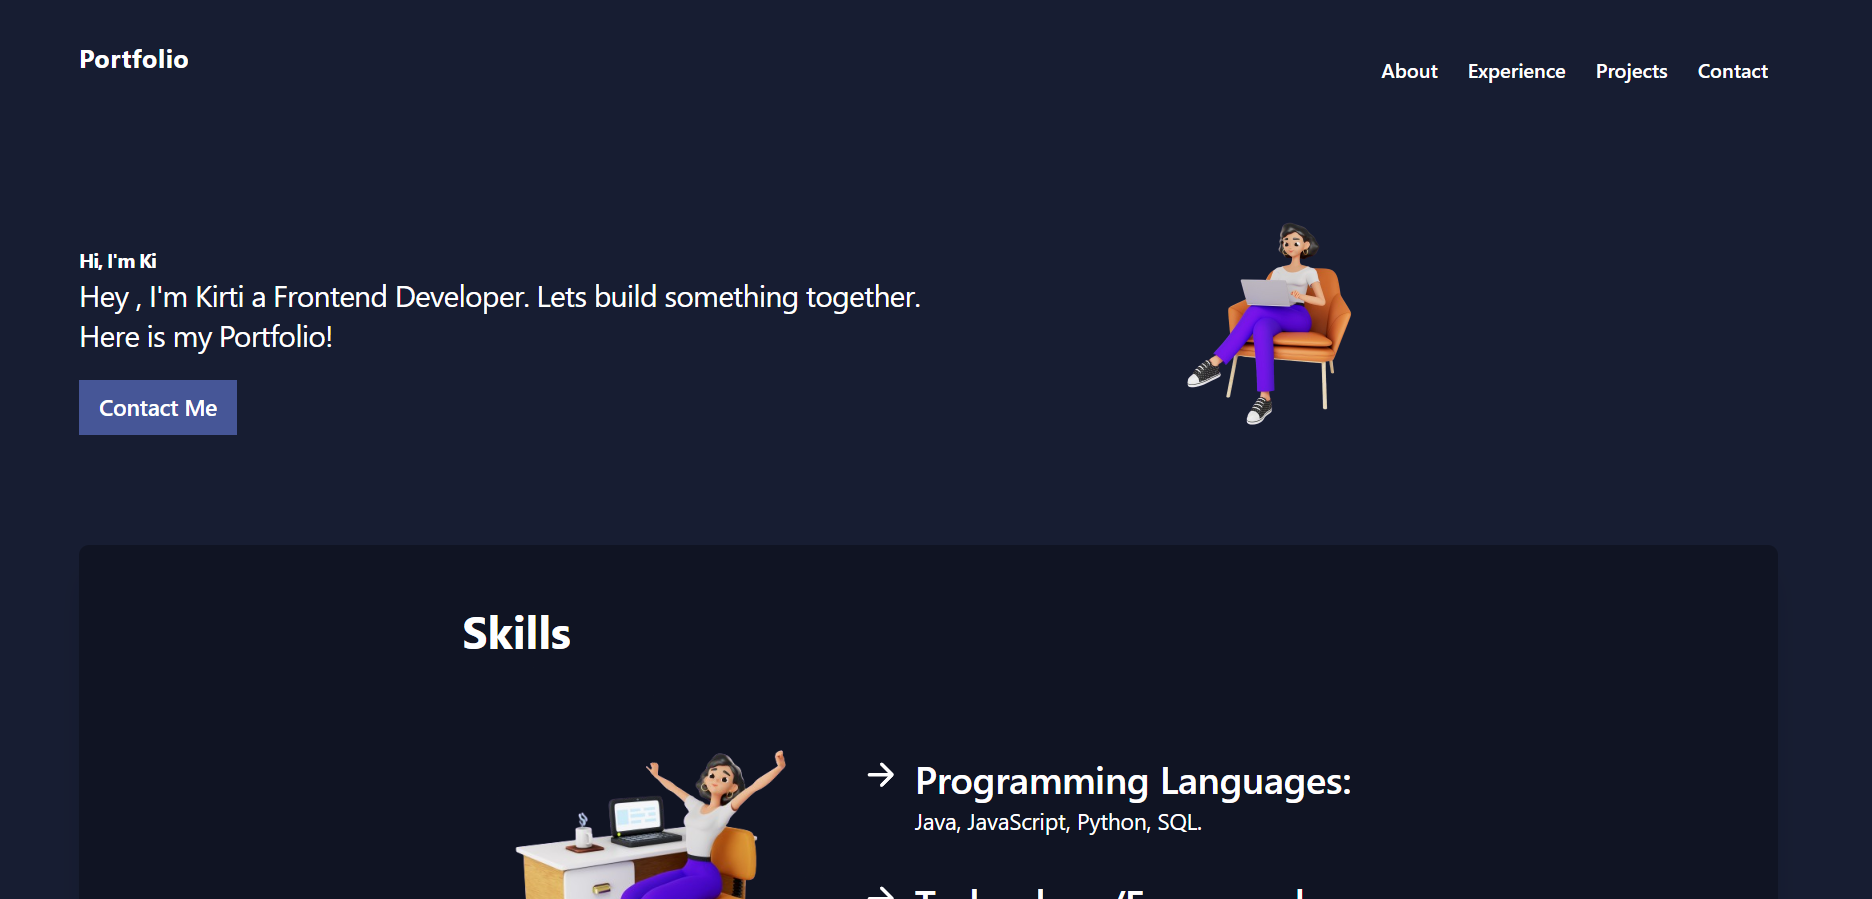 Portfolio
About Experience Projects Contact
Hi, I'm Ki
Hey , I'm Kirti a Frontend Developer. Lets build something together.
Here is my Portfolio!
Contact Me
Skills
Programming Languages:
Java, JavaScript, Python, SQL.